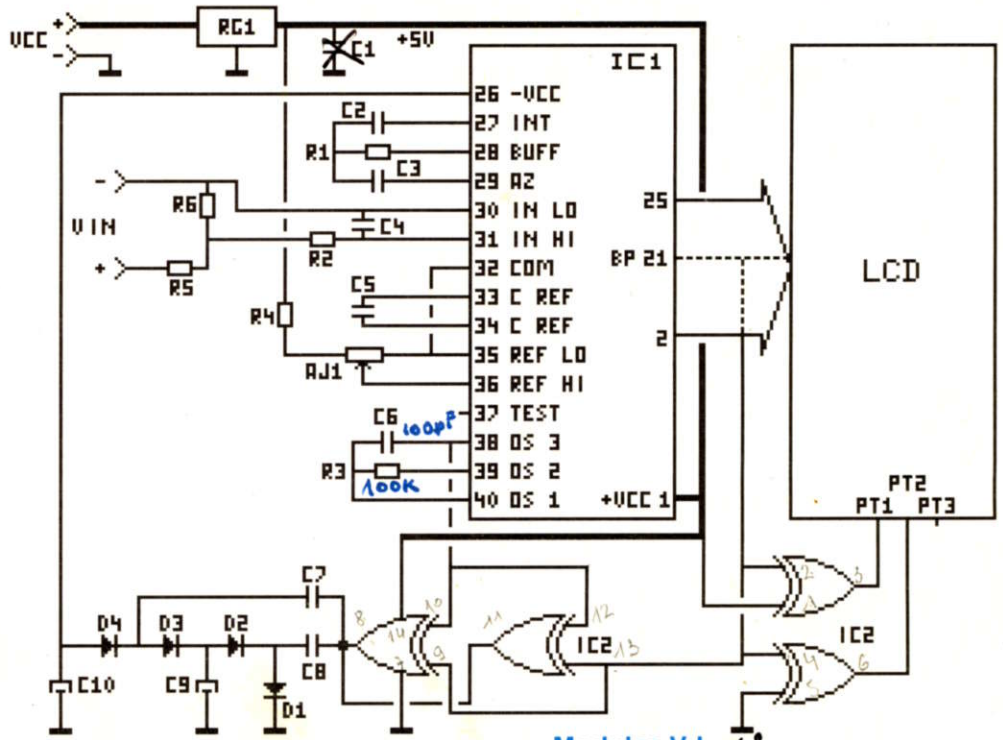 +
VCC
-
RG1
C1
+5V
IC1
26 -VCC
27 INT
28 BUFF
29 AZ
30 IN LO
31 IN HI
32 COM
33 C REF
34 C REF
35 REF LO
36 REF HI
37 TEST
38 OS 3
39 OS 2
40 OS 1
+VCC 1
25
BP 21
2
LCD
PT1
PT2
PT3
C2
R1
C3
-
VIN
+
R6
R5
R2
C4
C5
R4
AJ1
C6
100pF
R3
100K
C7
C8
D4
D3
D2
D1
C10
C9
8
14
7
10
9
11
12
13
IC2
2
1
3
IC2
4
5
6